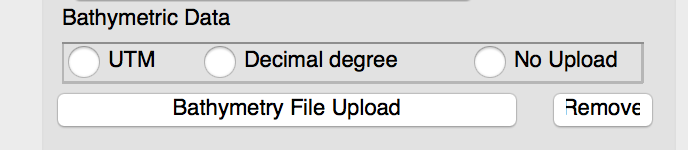 Bathymetric Data
UTM Decimal degree No Upload
Bathymetry File Upload Remove